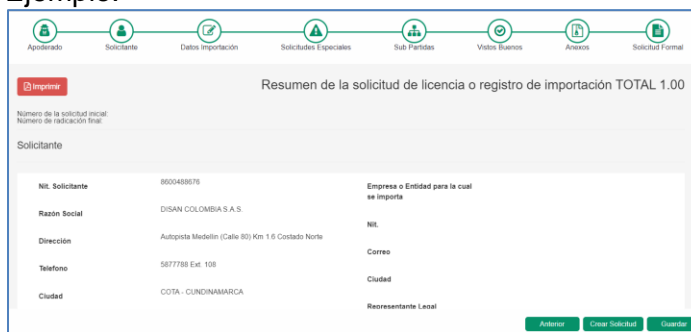 Ejemplo:
Apoderado Solicitante Datos Importación Solicitudes Especiales Sub Partidas Vistos Buenos Anexos Solicitud Formal
Imprimir
Resumen de la solicitud de licencia o registro de importación TOTAL 1.00
Número de la solicitud inicial:
Número de radicación final:
Solicitante
Nit. Solicitante 8600488676 Empresa o Entidad para la cual
se importa
Razón Social DISAN COLOMBIA S.A.S.
Nit.
Dirección Autopista Medellin (Calle 80) Km 1.6 Costado Norte
Correo
Telefono 5877788 Ext. 108
Ciudad
Ciudad COTA - CUNDINAMARCA
Representante Legal
Anterior Crear Solicitud Guardar